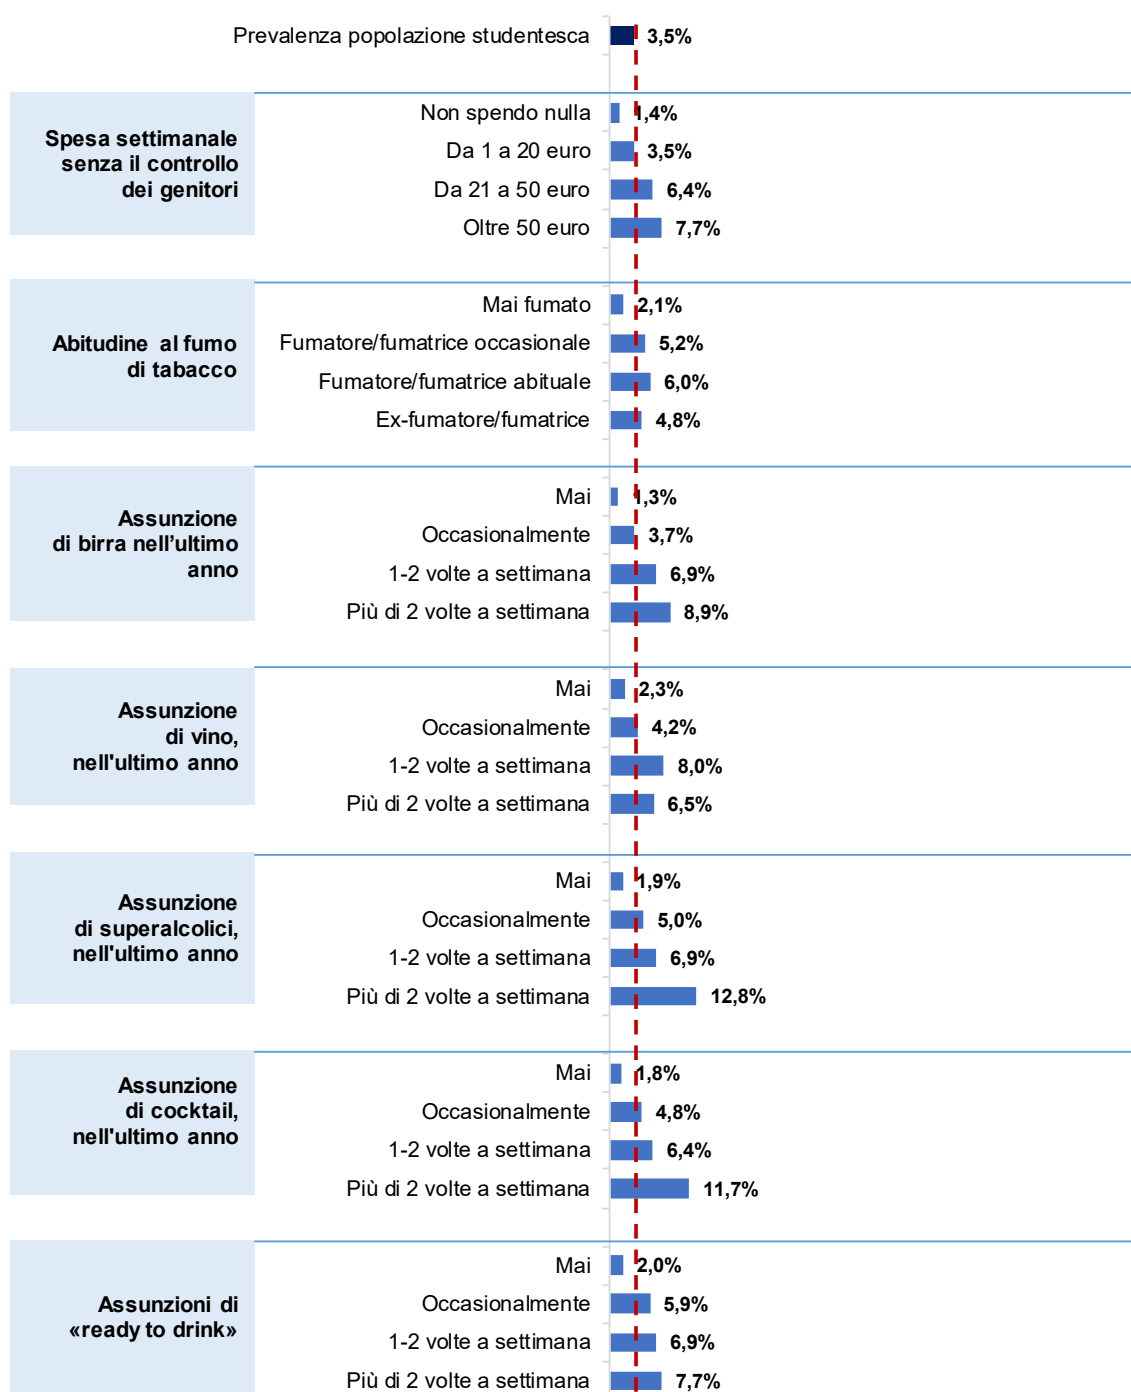 Prevalenza popolazione studentesca 3,5%
Spesa settimanale
senza il controllo
dei genitori
Non spendo nulla 1,4%
Da 1 a 20 euro 3,5%
Da 21 a 50 euro 6,4%
Oltre 50 euro 7,7%
Abitudine al fumo
di tabacco
Mai fumato 2,1%
Fumatore/fumatrice occasionale 5,2%
Fumatore/fumatrice abituale 6,0%
Ex-fumatore/fumatrice 4,8%
Assunzione
di birra nell’ultimo
anno
Mai 1,3%
Occasionalmente 3,7%
1-2 volte a settimana 6,9%
Più di 2 volte a settimana 8,9%
Assunzione
di vino,
nell'ultimo anno
Mai 2,3%
Occasionalmente 4,2%
1-2 volte a settimana 8,0%
Più di 2 volte a settimana 6,5%
Assunzione
di superalcolici,
nell'ultimo anno
Mai 1,9%
Occasionalmente 5,0%
1-2 volte a settimana 6,9%
Più di 2 volte a settimana 12,8%
Assunzione
di cocktail,
nell'ultimo anno
Mai 1,8%
Occasionalmente 4,8%
1-2 volte a settimana 6,4%
Più di 2 volte a settimana 11,7%
Assunzioni di
«ready to drink»
Mai 2,0%
Occasionalmente 5,9%
1-2 volte a settimana 6,9%
Più di 2 volte a settimana 7,7%